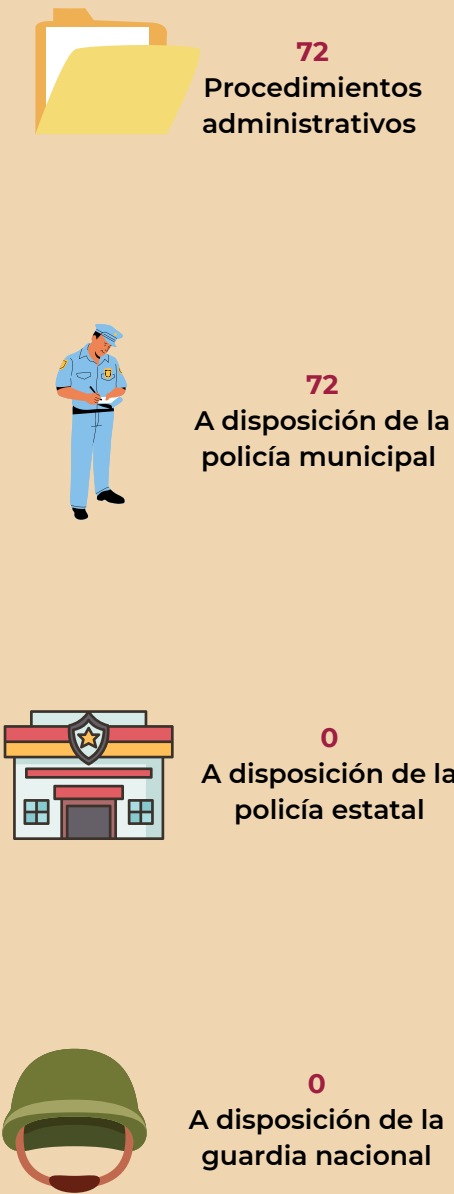 72
Procedimientos
administrativos
72
A disposición de la
policía municipal
0
A disposición de la
policía estatal
0
A disposición de la
guardia nacional